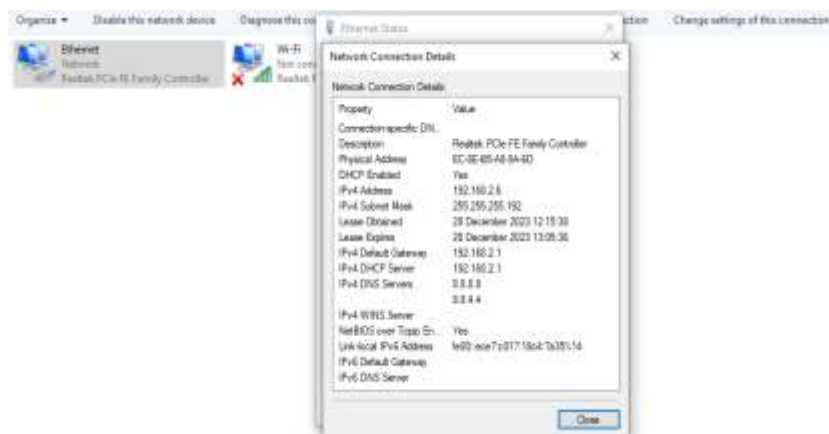 Organize ▾ Disable this network device Diagnose this co ction Change settings of this connection
Ethernet
Network
Realtek PCIe FE Family Controller
Wi-Fi
Not conn
Realtek
Ethernet Status
Network Connection Details
Network Connection Details:
Property Value
Connection-specific DN...
Description Realtek PCIe FE Family Controller
Physical Address
DHCP Enabled Yes
IPv4 Address 192.168.2.6
IPv4 Subnet Mask 255.255.255.192
Lease Obtained 28 December 2023
Lease Expires 28 December 2023
IPv4 Default Gateway 192.168.2.1
IPv4 DHCP Server 192.168.2.1
IPv4 DNS Servers 8.8.8.8
8.8.4.4
IPv4 WINS Server
NetBIOS over Tcpip En... Yes
Link-local IPv6 Address
IPv6 Default Gateway
IPv6 DNS Server
Close